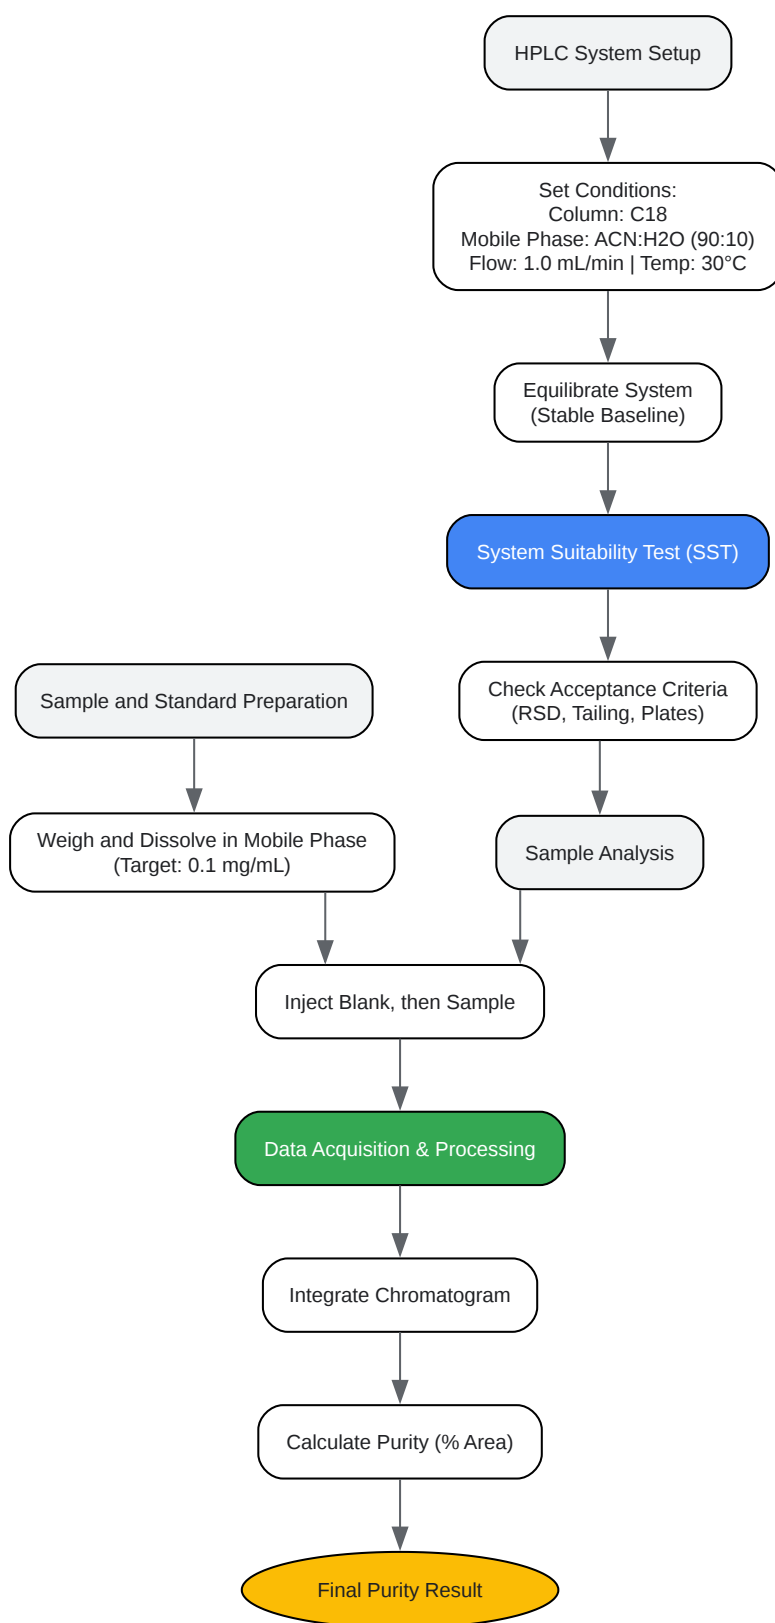 HPLC System Setup
Set Conditions:
Column: C18
Mobile Phase: ACN:H2O (90:10)
Flow: 1.0 mL/min | Temp: 30°C
Equilibrate System
(Stable Baseline)
System Suitability Test (SST)
Check Acceptance Criteria
(RSD, Tailing, Plates)
Sample and Standard Preparation
Weigh and Dissolve in Mobile Phase
(Target: 0.1 mg/mL)
Sample Analysis
Inject Blank, then Sample
Data Acquisition & Processing
Integrate Chromatogram
Calculate Purity (% Area)
Final Purity Result